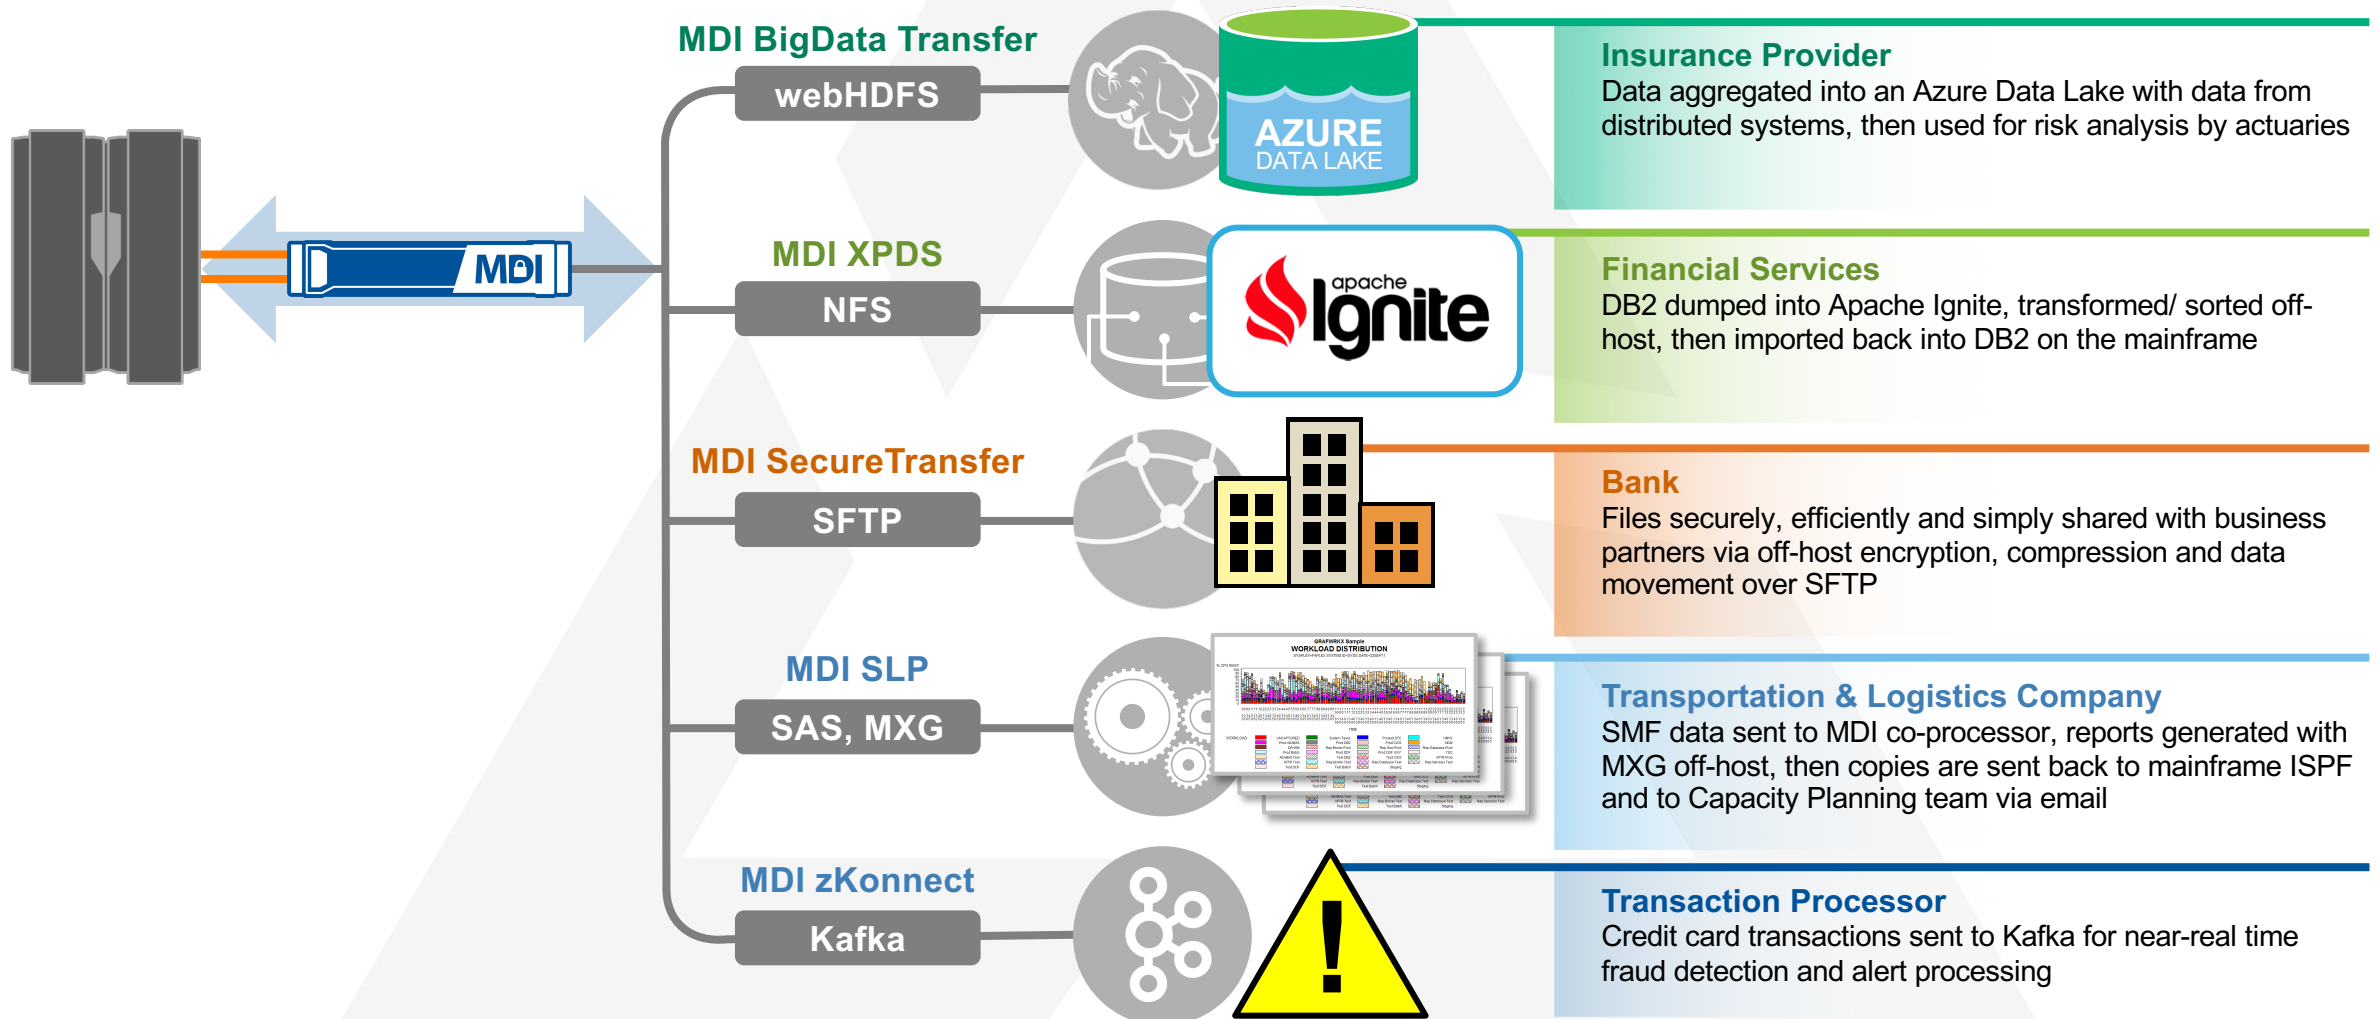 MDI BigData Transfer
webHDFS
AZURE
DATA LAKE
Insurance Provider
Data aggregated into an Azure Data Lake with data from
distributed systems, then used for risk analysis by actuaries
MDI
MDI XPDS
NFS
apache
Ignite
Financial Services
DB2 dumped into Apache Ignite, transformed/ sorted off-
host, then imported back into DB2 on the mainframe
MDI SecureTransfer
SFTP
Bank
Files securely, efficiently and simply shared with business
partners via off-host encryption, compression and data
movement over SFTP
MDI SLP
SAS, MXG
GRAFWRKX Sample
WORKLOAD DISTRIBUTION
TIME
WORKLOAD
Transportation & Logistics Company
SMF data sent to MDI co-processor, reports generated with
MXG off-host, then copies are sent back to mainframe ISPF
and to Capacity Planning team via email
MDI zKonnect
Kafka
!
Transaction Processor
Credit card transactions sent to Kafka for near-real time
fraud detection and alert processing